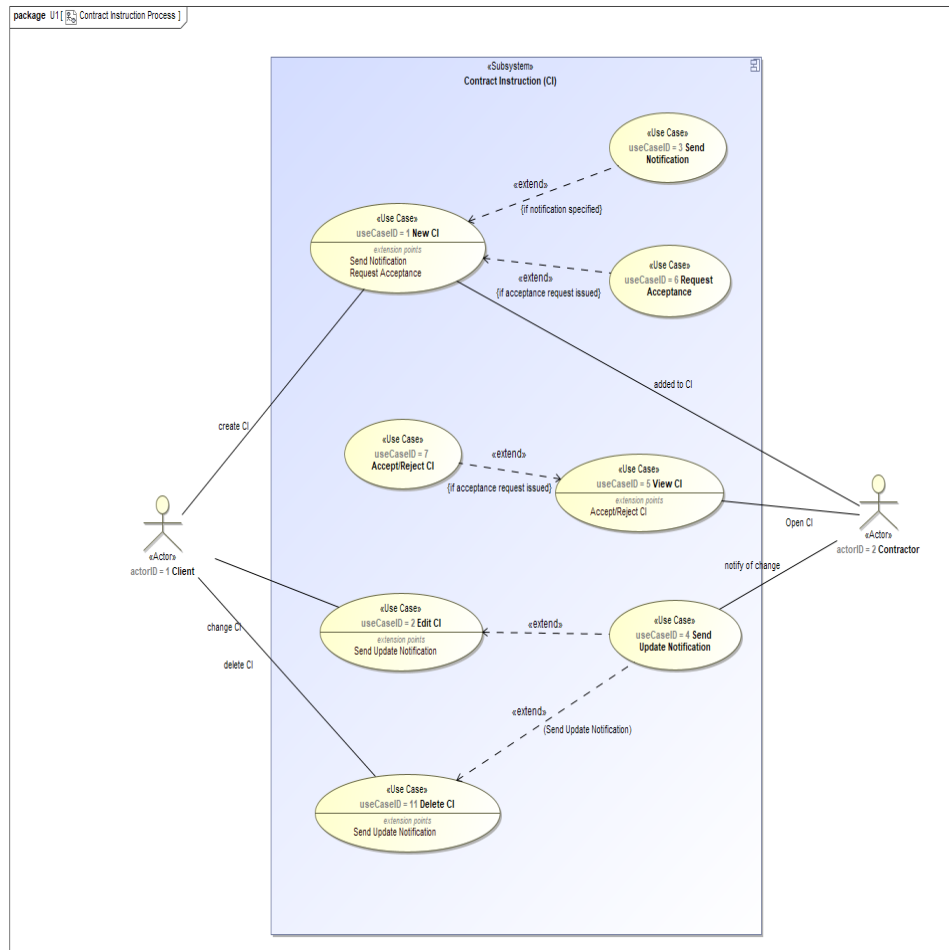 package U1[ Contract Instruction Process ]
«Subsystem»
Contract Instruction (CI)
«Use Case»
useCaseID = 3 Send
Notification
«extend»
{if notification specified}
«Use Case»
useCaseID = 1 New CI
extension points
Send Notification
Request Acceptance
«Use Case»
useCaseID = 6 Request
Acceptance
«extend»
{if acceptance request issued}
added to CI
create CI
«Use Case»
useCaseID = 7
Accept/Reject CI
«extend»
{if acceptance request issued}
«Use Case»
useCaseID = 5 View CI
extension points
Accept/Reject CI
Open CI
«Actor»
actorID = 2 Contractor
«Actor»
actorID = 1 Client
notify of change
«Use Case»
useCaseID = 2 Edit CI
extension points
Send Update Notification
«extend»
«Use Case»
useCaseID = 4 Send
Update Notification
change CI
delete CI
«extend»
(Send Update Notification)
«Use Case»
useCaseID = 11 Delete CI
extension points
Send Update Notification